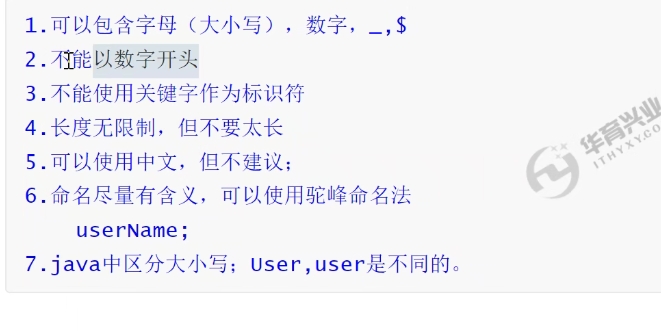 1.可以包含字母（大小写），数字，_,$
2.不能以数字开头
3.不能使用关键字作为标识符
4.长度无限制，但不要太长
5.可以使用中文，但不建议；
6.命名尽量有含义，可以使用驼峰命名法
userName;
7.java中区分大小写；User,user是不同的。
华育兴业
ITHYXY.COM